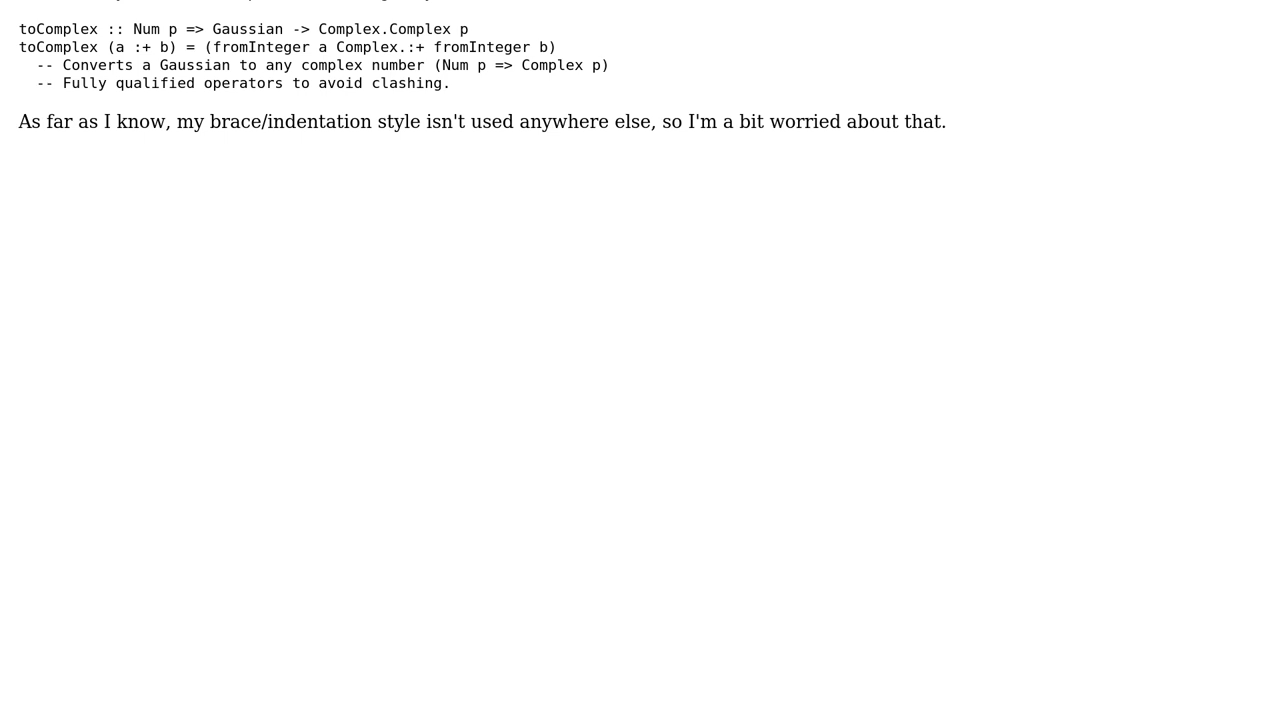 toComplex :: Num p => Gaussian -> Complex.Complex p
toComplex (a :+ b) = (fromInteger a Complex.:+ fromInteger b)
  -- Converts a Gaussian to any complex number (Num p => Complex p)
  -- Fully qualified operators to avoid clashing.
As far as I know, my brace/indentation style isn't used anywhere else, so I'm a bit worried about that.